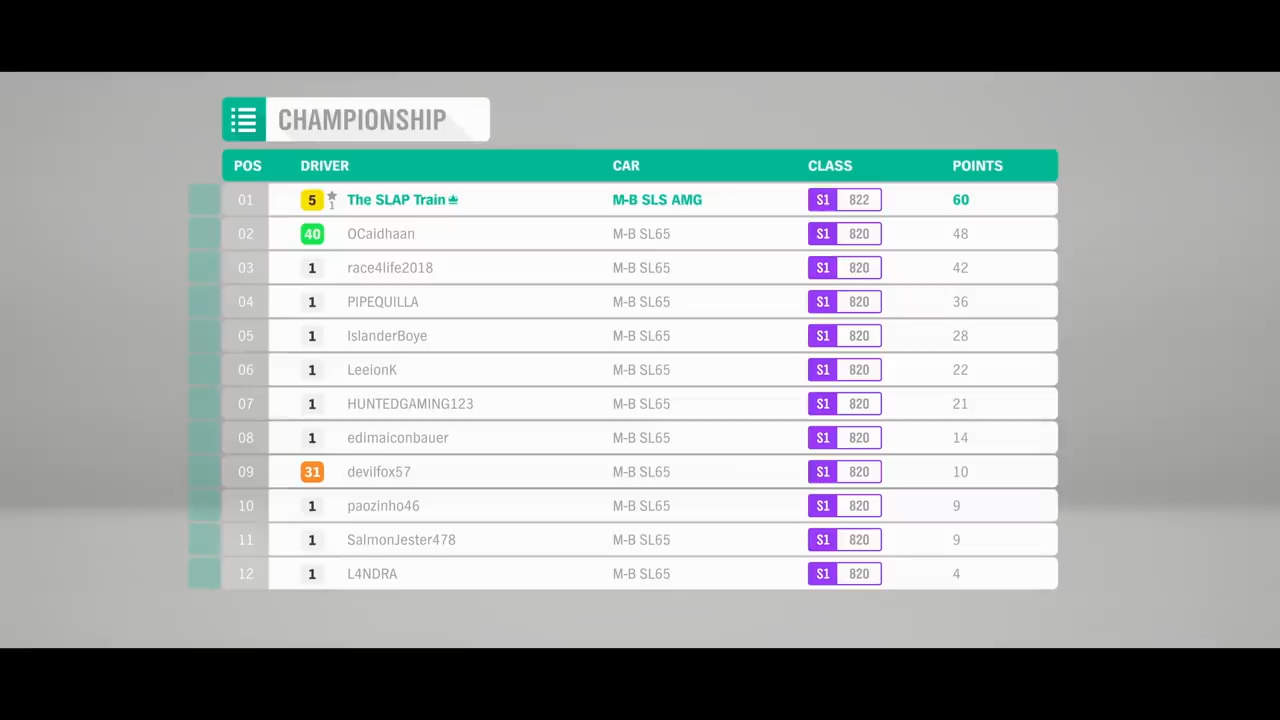 CHAMPIONSHIP
POS DRIVER CAR CLASS POINTS
01 5 1 The SLAP Train M-B SLS AMG S1 822 60
02 40 OCaidhaan M-B SL65 S1 820 48
03 1 race4life2018 M-B SL65 S1 820 42
04 1 PIPEQUILLA M-B SL65 S1 820 36
05 1 IslanderBoye M-B SL65 S1 820 28
06 1 LeeionK M-B SL65 S1 820 22
07 1 HUNTEDGAMING123 M-B SL65 S1 820 21
08 1 edimaiconbauer M-B SL65 S1 820 14
09 31 devilfox57 M-B SL65 S1 820 10
10 1 paozinho46 M-B SL65 S1 820 9
11 1 SalmonJester478 M-B SL65 S1 820 9
12 1 L4NDRA M-B SL65 S1 820 4